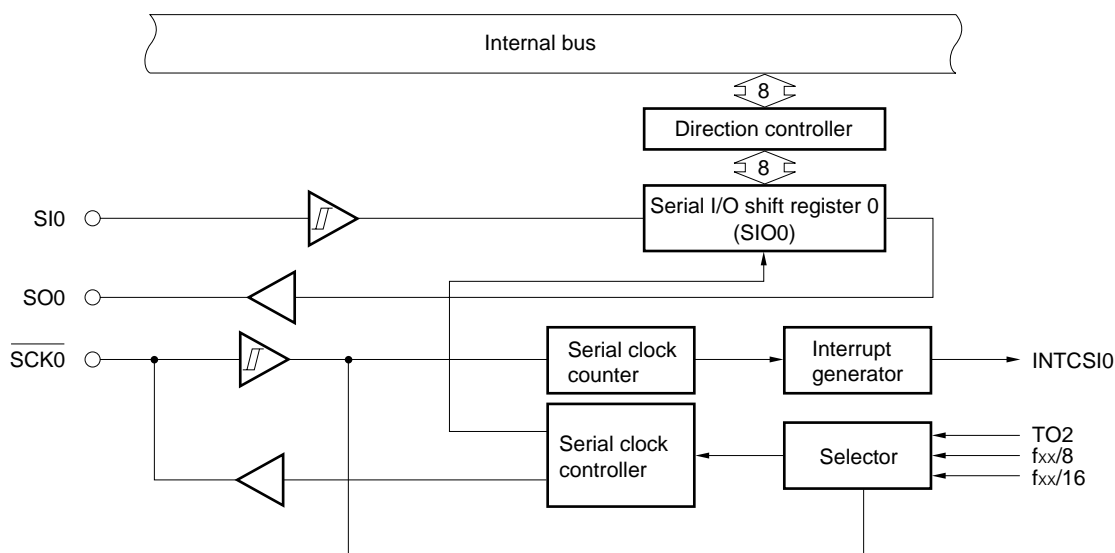 Internal bus
8
Direction controller
8
SI0
Serial I/O shift register 0
(SIO0)
SO0
SCK0
Serial clock
counter
Interrupt
generator
INTCSI0
Serial clock
controller
Selector
TO2
fxx/8
fxx/16